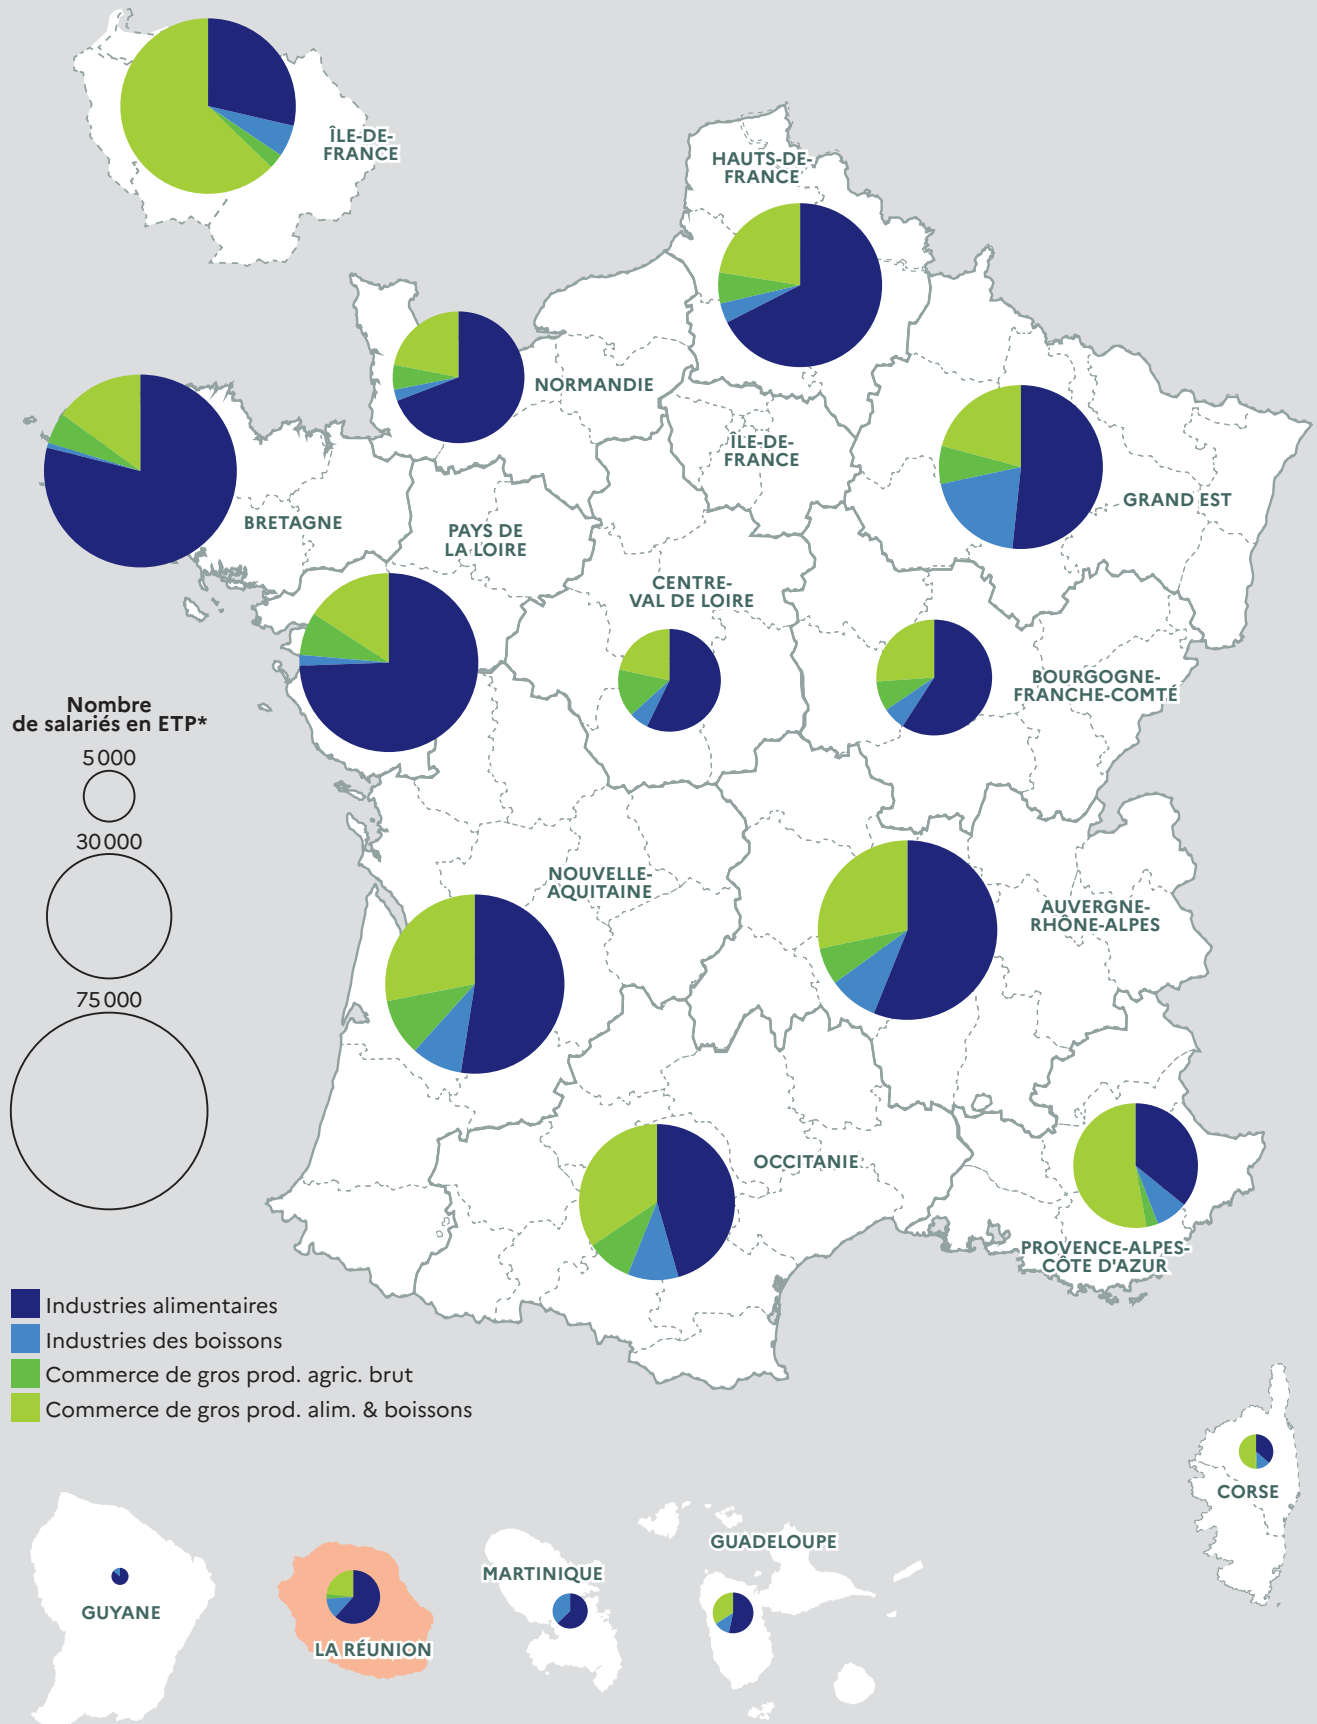 ÎLE-DE-
FRANCE
HAUTS-DE-
FRANCE
NORMANDIE
ÎLE-DE-
FRANCE
GRAND EST
BRETAGNE
PAYS DE
LA LOIRE
CENTRE-
VAL DE LOIRE
BOURGOGNE-
FRANCHE-COMTÉ
Nombre
de salariés en ETP*
5 000
30 000
75 000
NOUVELLE-
AQUITAINE
AUVERGNE-
RHÔNE-ALPES
OCCITANIE
PROVENCE-ALPES-
CÔTE D'AZUR
Industries alimentaires
Industries des boissons
Commerce de gros prod. agric. brut
Commerce de gros prod. alim. & boissons
CORSE
GUYANE
LA RÉUNION
MARTINIQUE
GUADELOUPE